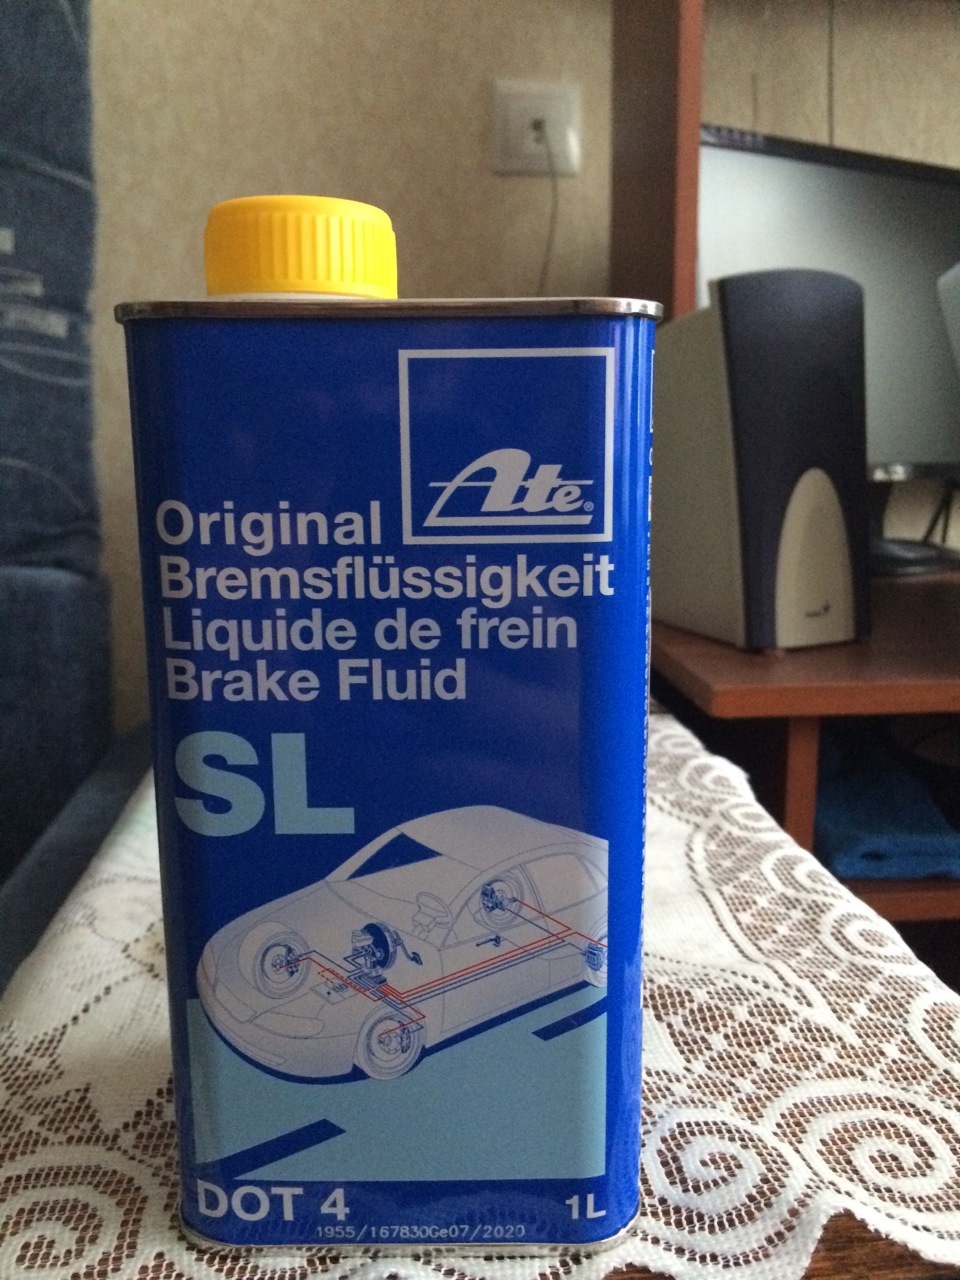 Ate®
Original
Bremsflüssigkeit
Liquide de frein
Brake Fluid
SL
DOT 4
1L
1955/167830Ge07/2020